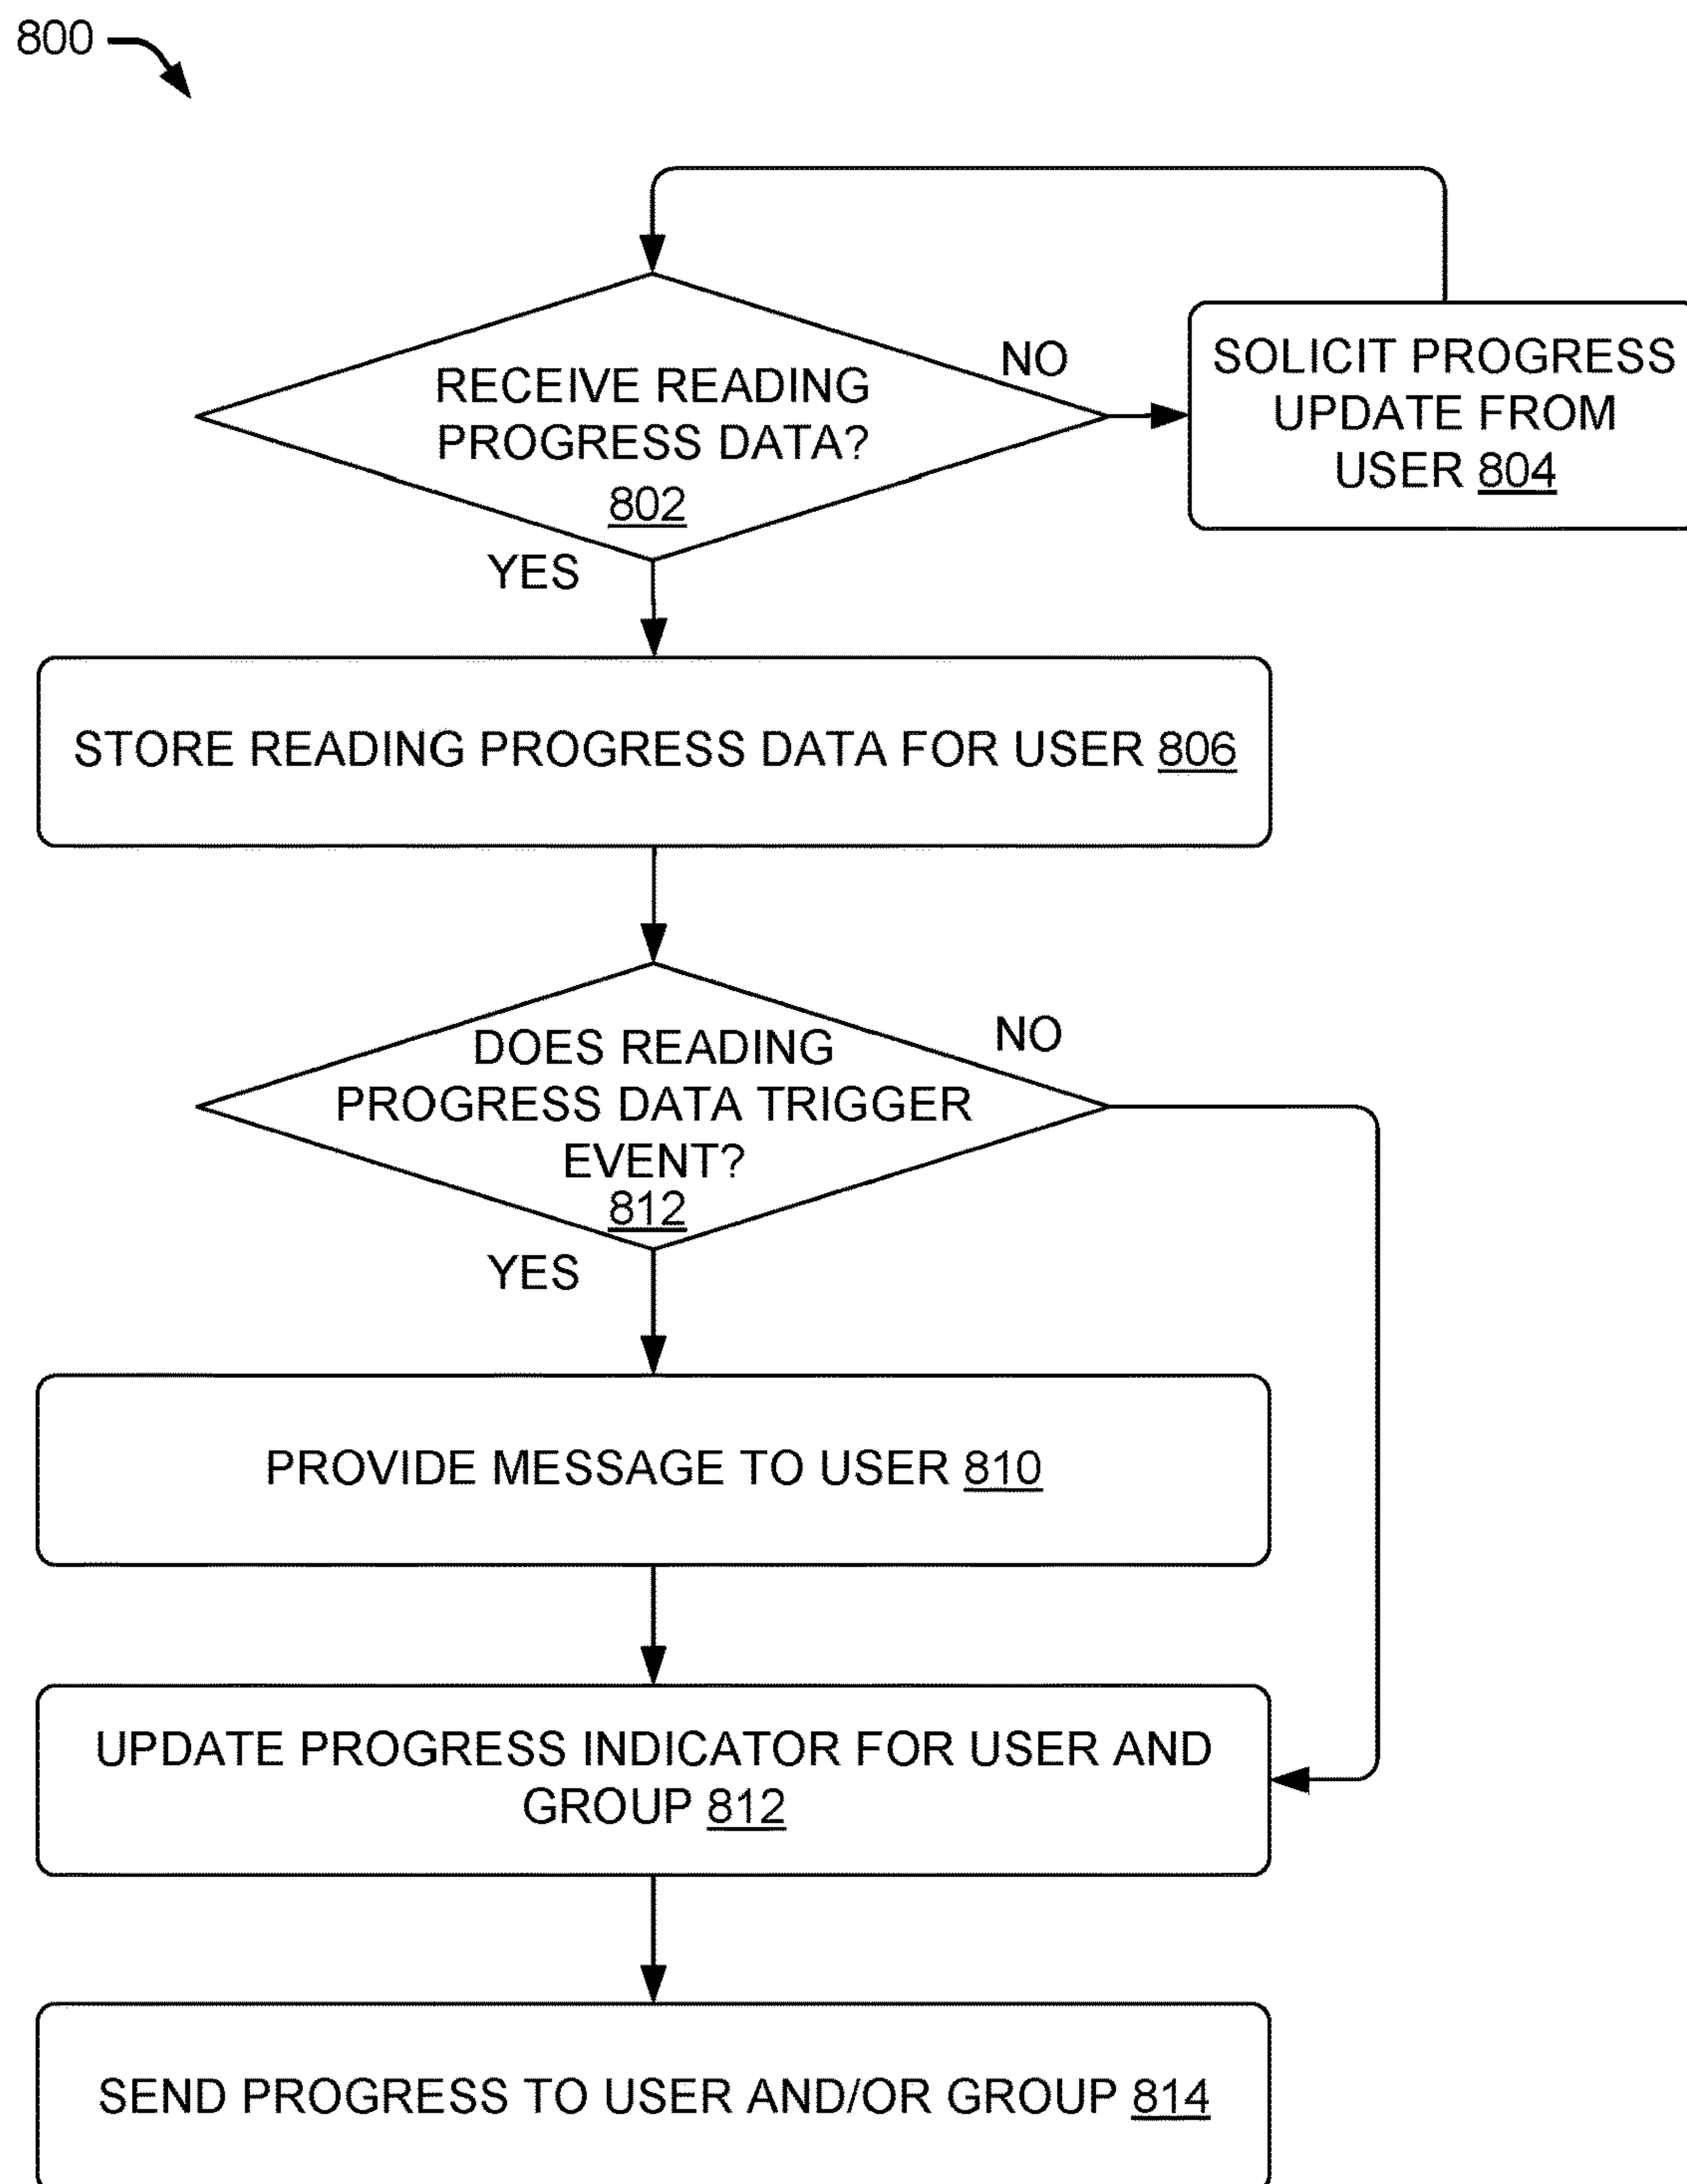 800
RECEIVE READING
PROGRESS DATA?
802
NO
SOLICIT PROGRESS
UPDATE FROM
USER 804
YES
STORE READING PROGRESS DATA FOR USER 806
DOES READING
PROGRESS DATA TRIGGER
EVENT?
812
NO
YES
PROVIDE MESSAGE TO USER 810
UPDATE PROGRESS INDICATOR FOR USER AND
GROUP 812
SEND PROGRESS TO USER AND/OR GROUP 814